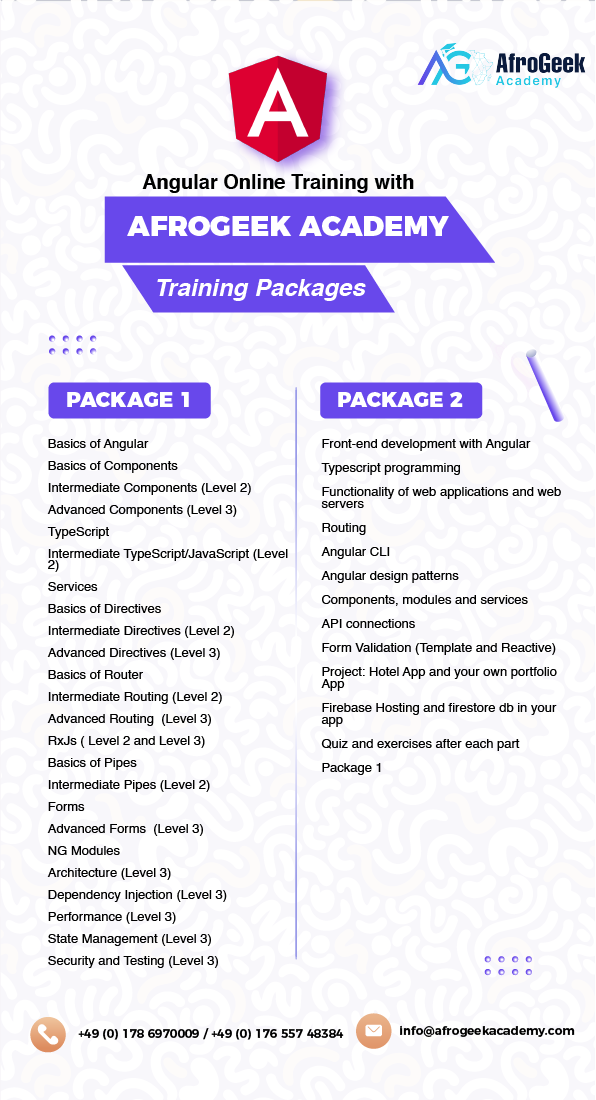 AfroGeek
Academy
A
Angular Online Training with
AFROGEEK ACADEMY
Training Packages
PACKAGE 1
Basics of Angular
Basics of Components
Intermediate Components (Level 2)
Advanced Components (Level 3)
TypeScript
Intermediate TypeScript/JavaScript (Level
2)
Services
Basics of Directives
Intermediate Directives (Level 2)
Advanced Directives (Level 3)
Basics of Router
Intermediate Routing (Level 2)
Advanced Routing  (Level 3)
RxJs ( Level 2 and Level 3)
Basics of Pipes
Intermediate Pipes (Level 2)
Forms
Advanced Forms  (Level 3)
NG Modules
Architecture (Level 3)
Dependency Injection (Level 3)
Performance (Level 3)
State Management (Level 3)
Security and Testing (Level 3)
PACKAGE 2
Front-end development with Angular
Typescript programming
Functionality of web applications and web
servers
Routing
Angular CLI
Angular design patterns
Components, modules and services
API connections
Form Validation (Template and Reactive)
Project: Hotel App and your own portfolio
App
Firebase Hosting and firestore db in your
app
Quiz and exercises after each part
Package 1
+49 (0) 178 6970009 / +49 (0) 176 557 48384
info@afrogeekacademy.com